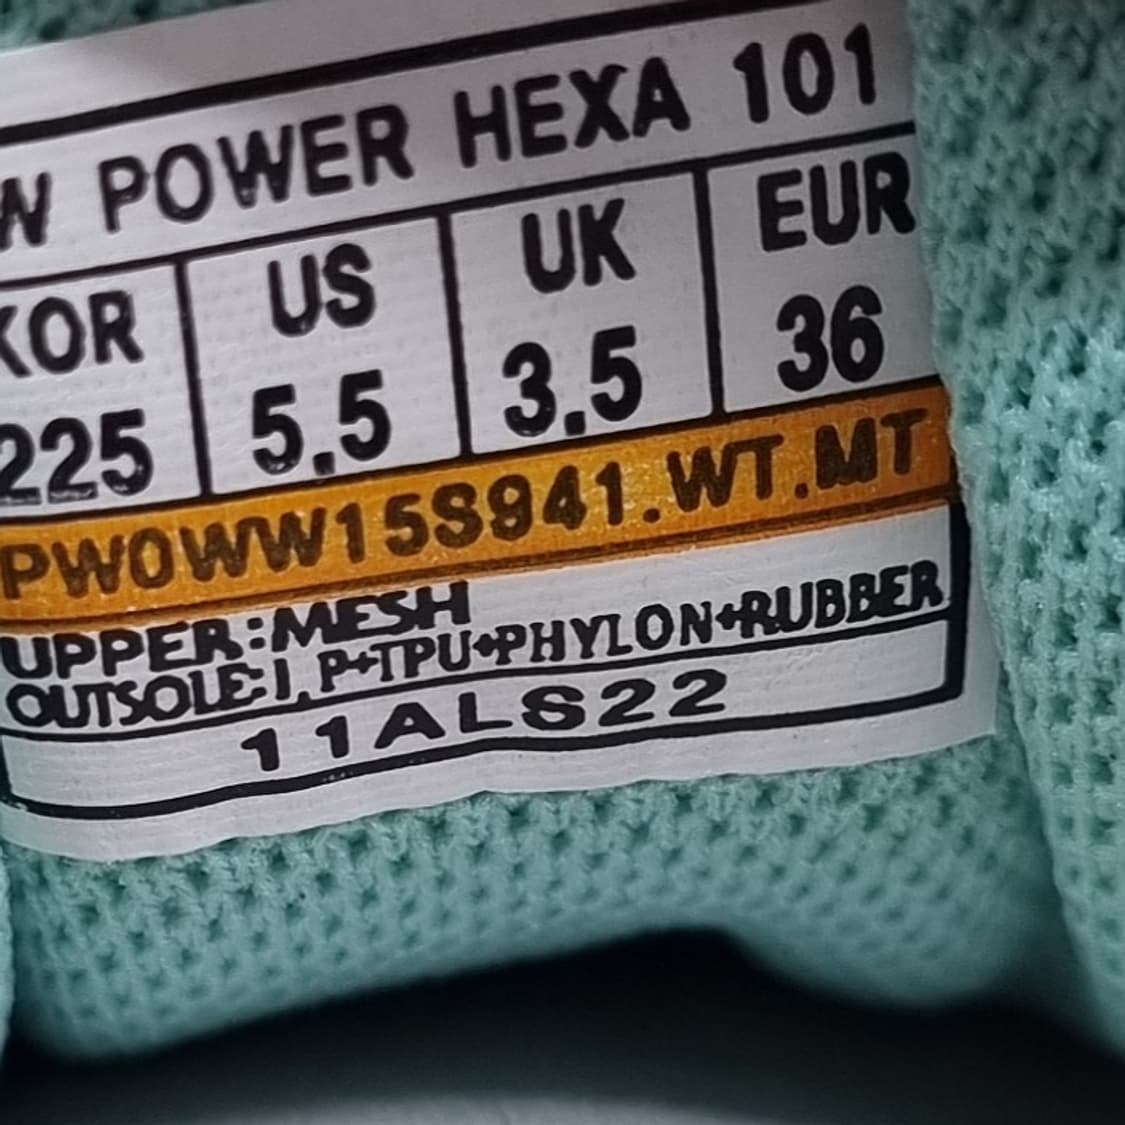 W POWER HEXA 101
KOR US UK EUR
225 5.5 3.5 36
PWOWW15S941.WT.MT
UPPER:MESH
OUTSOLE:I.P+TPU+PHYLON+RUBBER
11ALS22